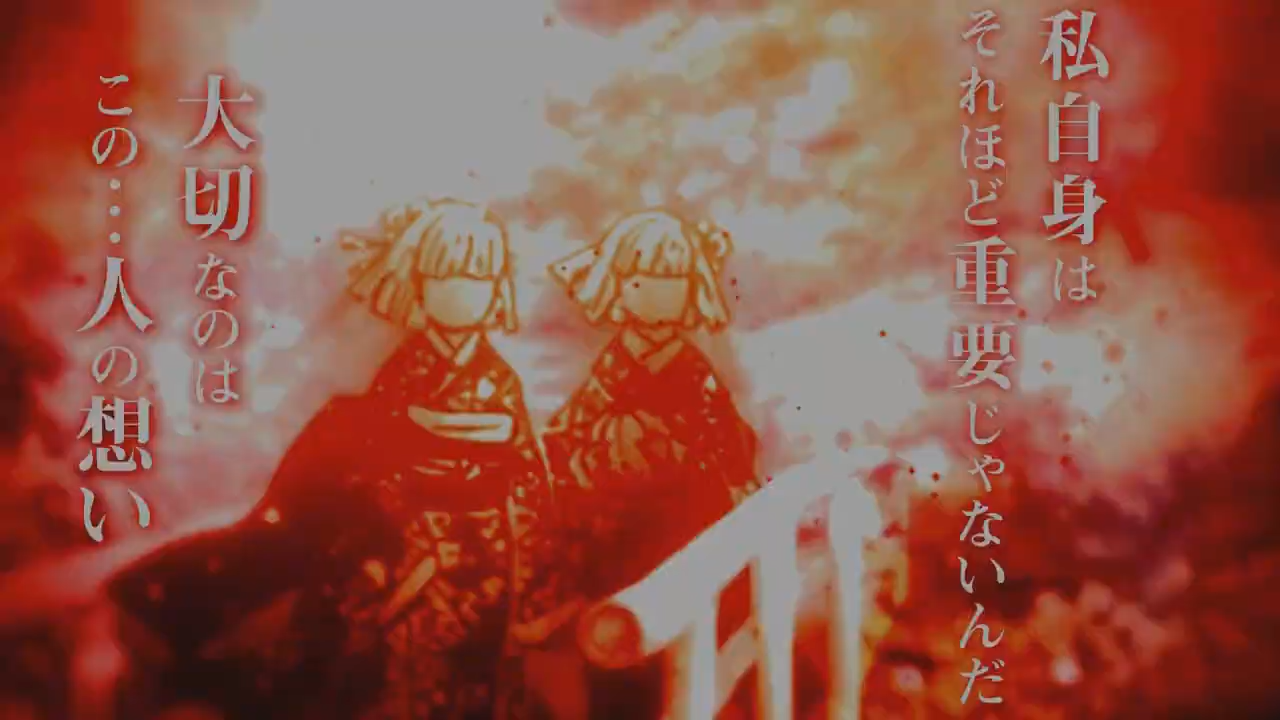 私自身は
それほど重要じゃないんだ
大切なのは
この…人の想い